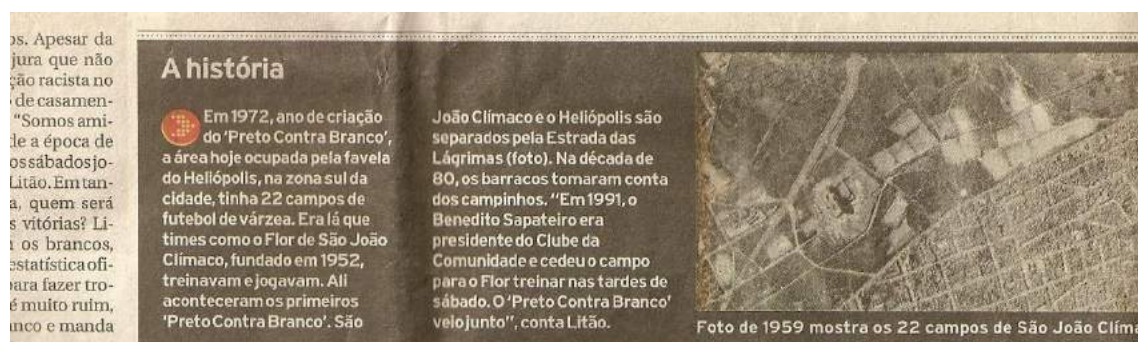 os. Apesar da
jura que não
ção racista no
de casamen-
"Somos ami-
de a época de
os sábados jo-
Litão. Em tan-
a, quem será
s vitórias? Li-
os brancos,
estatística ofi-
para fazer tro-
é muito ruim,
anco e manda
A história
Em 1972, ano de criação
do 'Preto Contra Branco',
a área hoje ocupada pela favela
do Heliópolis, na zona sul da
cidade, tinha 22 campos de
futebol de várzea. Era lá que
times como o Flor de São João
Clímaco, fundado em 1952,
treinavam e jogavam. Ali
aconteceram os primeiros
'Preto Contra Branco'. São
João Clímaco e o Heliópolis são
separados pela Estrada das
Lágrimas (foto). Na década de
80, os barracos tomaram conta
dos campinhos. "Em 1991, o
Benedito Sapateiro era
presidente do Clube da
Comunidade e cedeu o campo
para o Flor treinar nas tardes de
sábado. O 'Preto Contra Branco'
veio junto", conta Litão.
Foto de 1959 mostra os 22 campos de São João Clíma